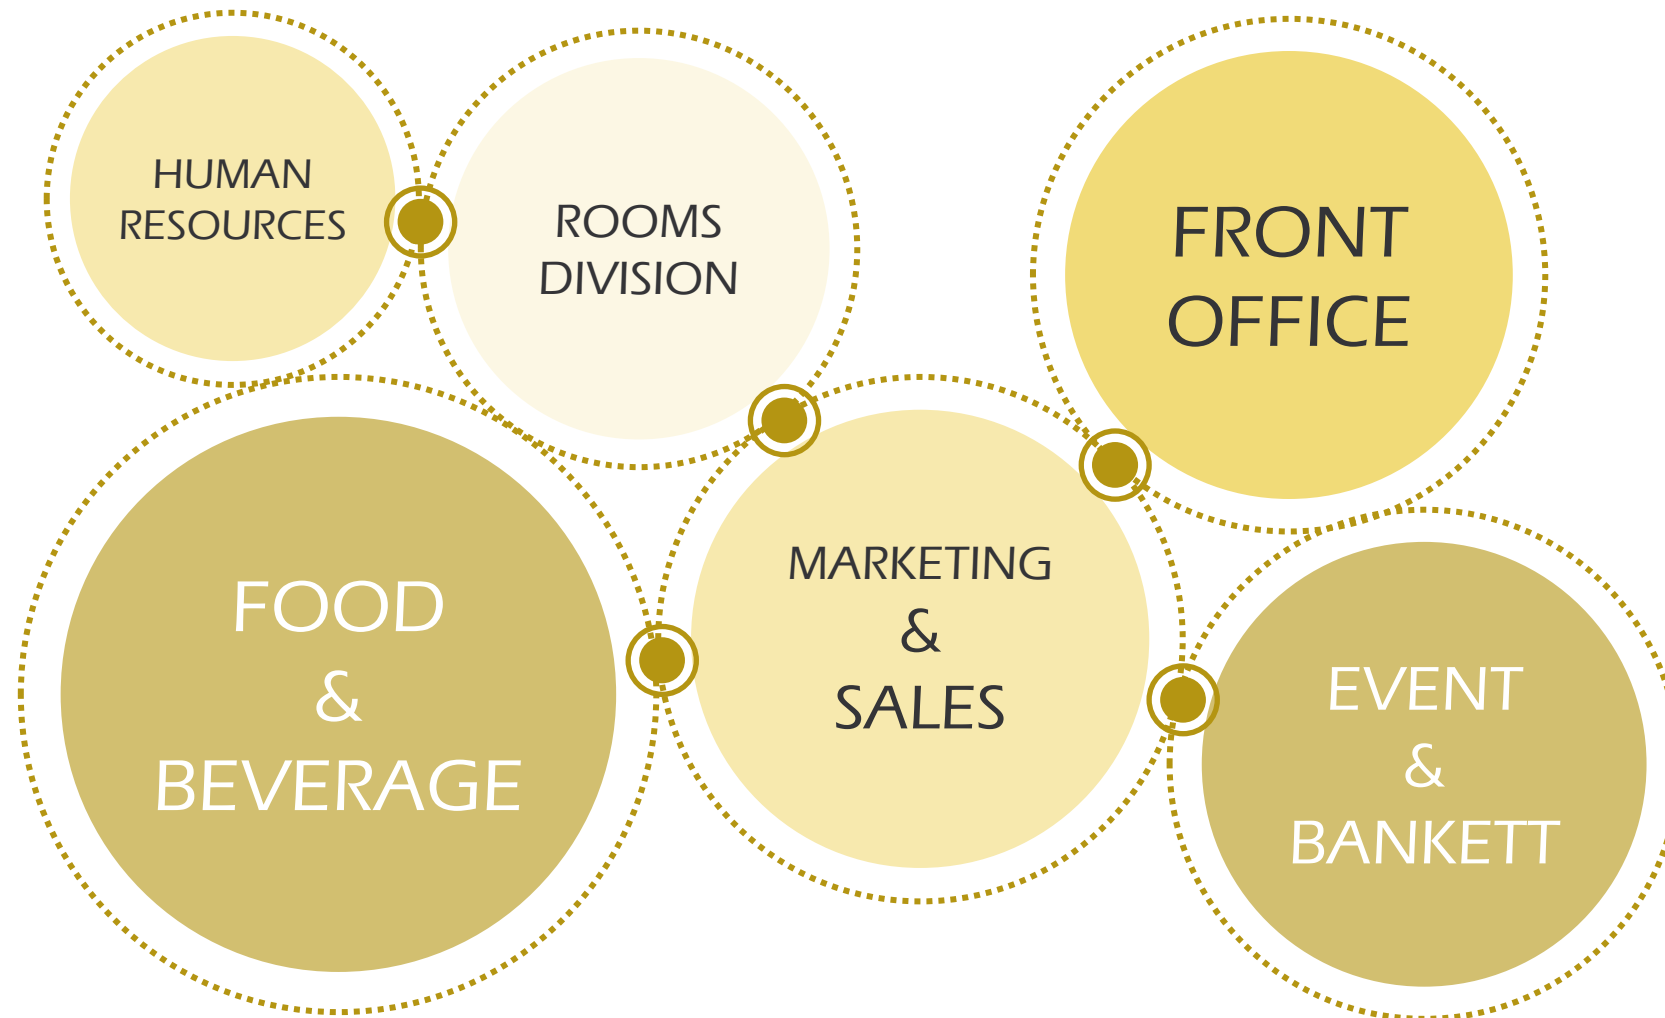 HUMAN
RESOURCES
ROOMS
DIVISION
FRONT
OFFICE
FOOD
&
BEVERAGE
MARKETING
&
SALES
EVENT
&
BANKETT